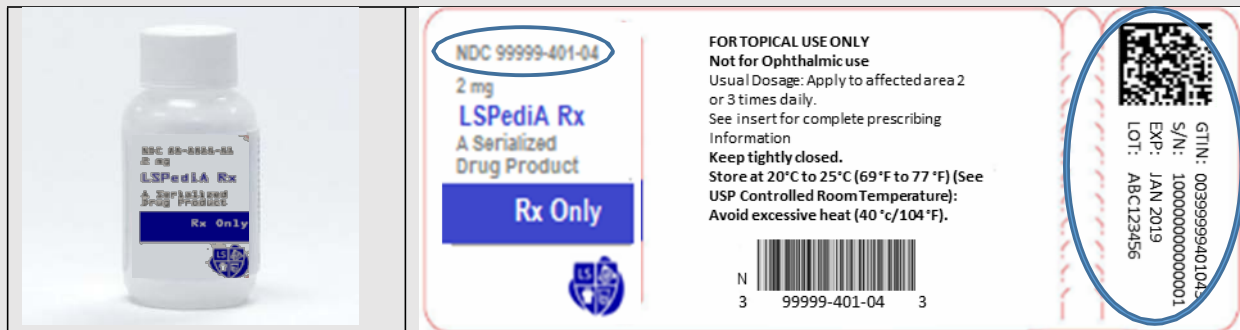 2 mg
LSPediA Rx
A Serialized
Drug Product
Rx Only
LS
NDC 99999-401-04
2 mg
LSPediA Rx
A Serialized
Drug Product
Rx Only
LS
FOR TOPICAL USE ONLY
Not for Ophthalmic use
Usual Dosage: Apply to affected area 2
or 3 times daily.
See insert for complete prescribing
Information
Keep tightly closed.
Store at 20°C to 25°C (69°F to 77 °F) (See
USP Controlled Room Temperature):
Avoid excessive heat (40 °c/104 °F).
N
3 99999-401-04 3
GTIN: 00399999401043
S/N: 
EXP: JAN 2019
LOT: ABC123456